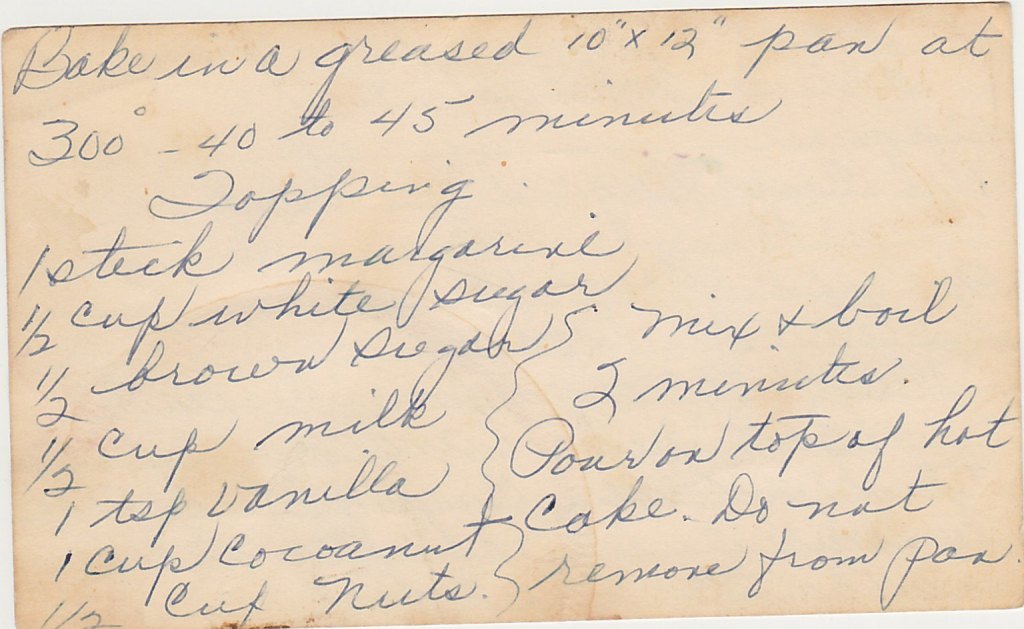 Bake in a greased 10" x 12" pan at
300° - 40 to 45 minutes
Topping
1 stick margarine
1/2 cup white sugar
1/2 brown sugar
1/2 cup milk
1 tsp vanilla
1 cup cocoanut
1/2 cup nuts.
Mix & boil
2 minutes.
Pour on top of hot
cake. Do not
remove from pan.